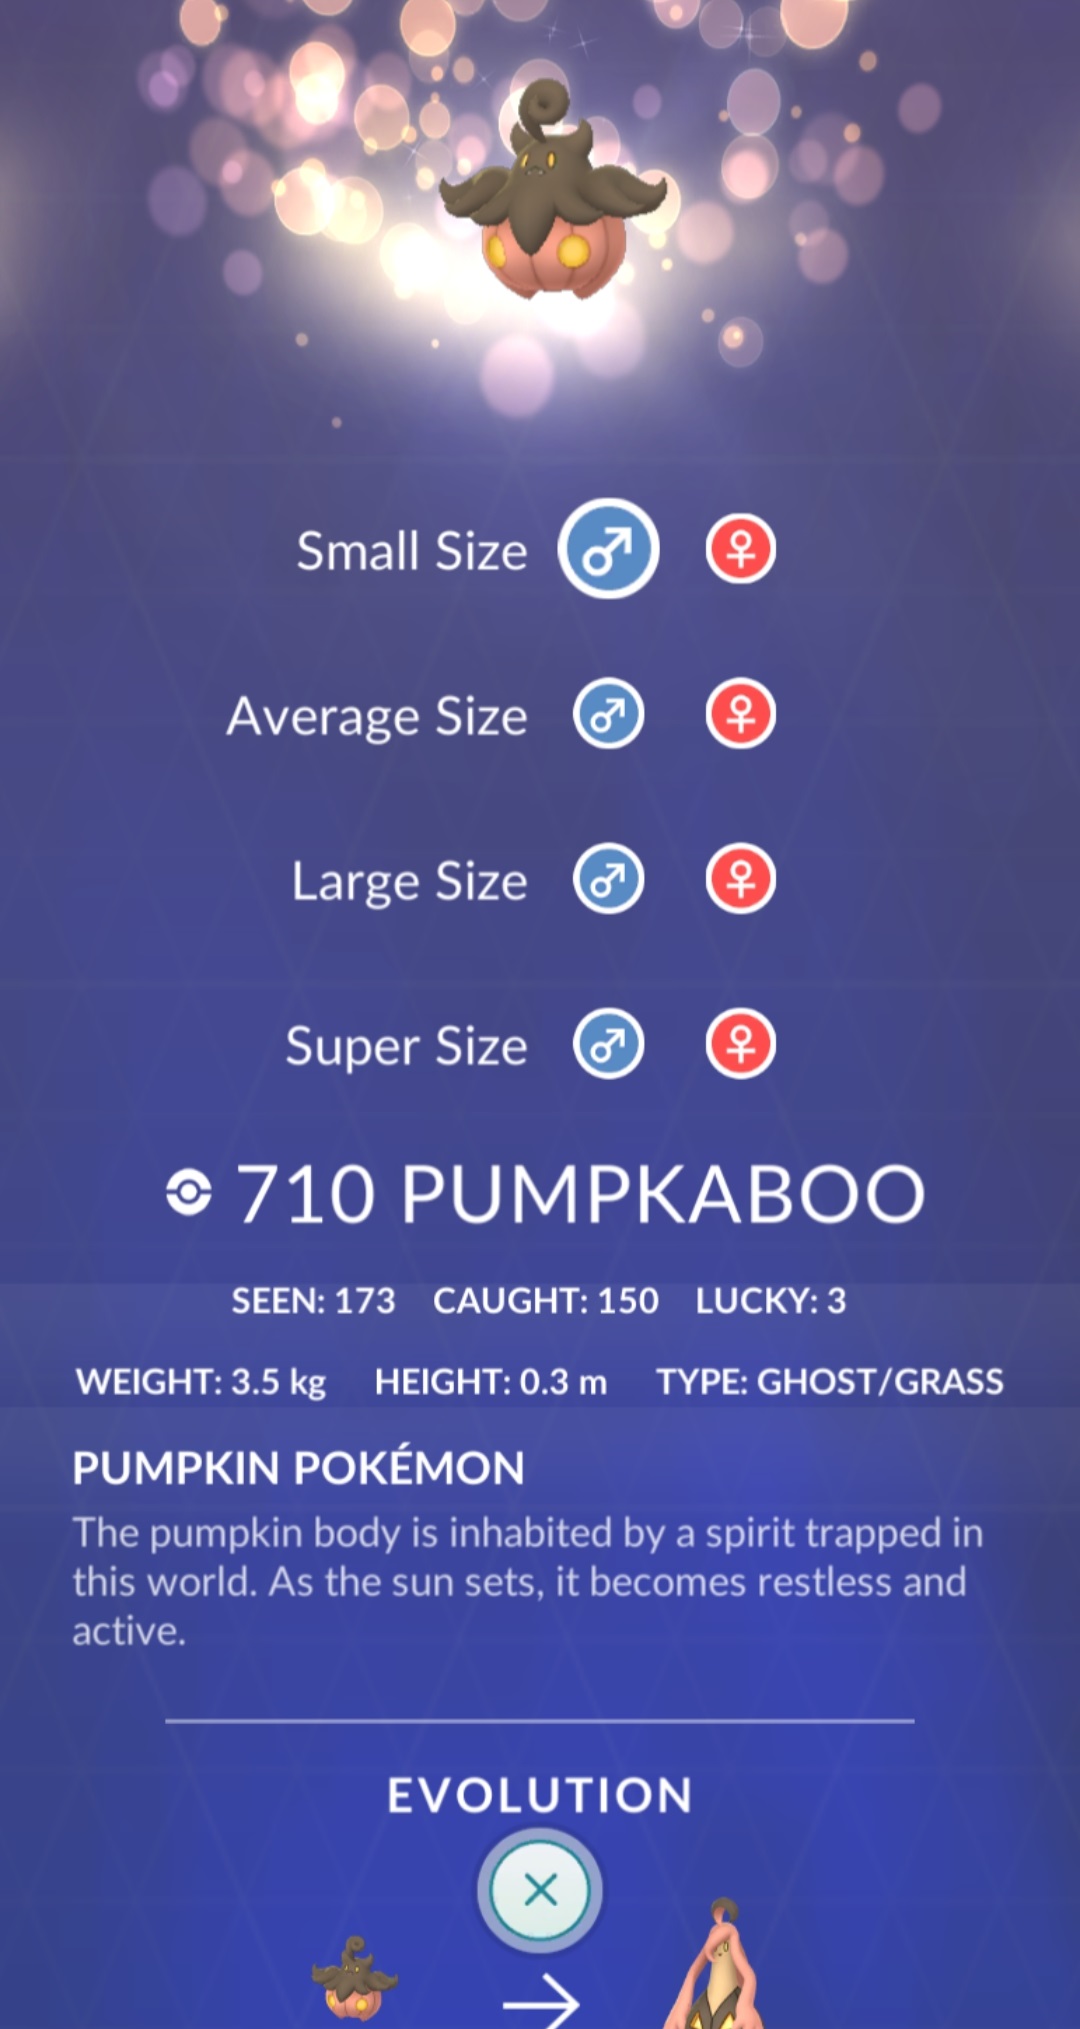 Small Size
Average Size
Large Size
Super Size
710 PUMPKABOO
SEEN: 173 CAUGHT: 150 LUCKY: 3
WEIGHT: 3.5 kg HEIGHT: 0.3 m TYPE: GHOST/GRASS
PUMPKIN POKÉMON
The pumpkin body is inhabited by a spirit trapped in
this world. As the sun sets, it becomes restless and
active.
EVOLUTION